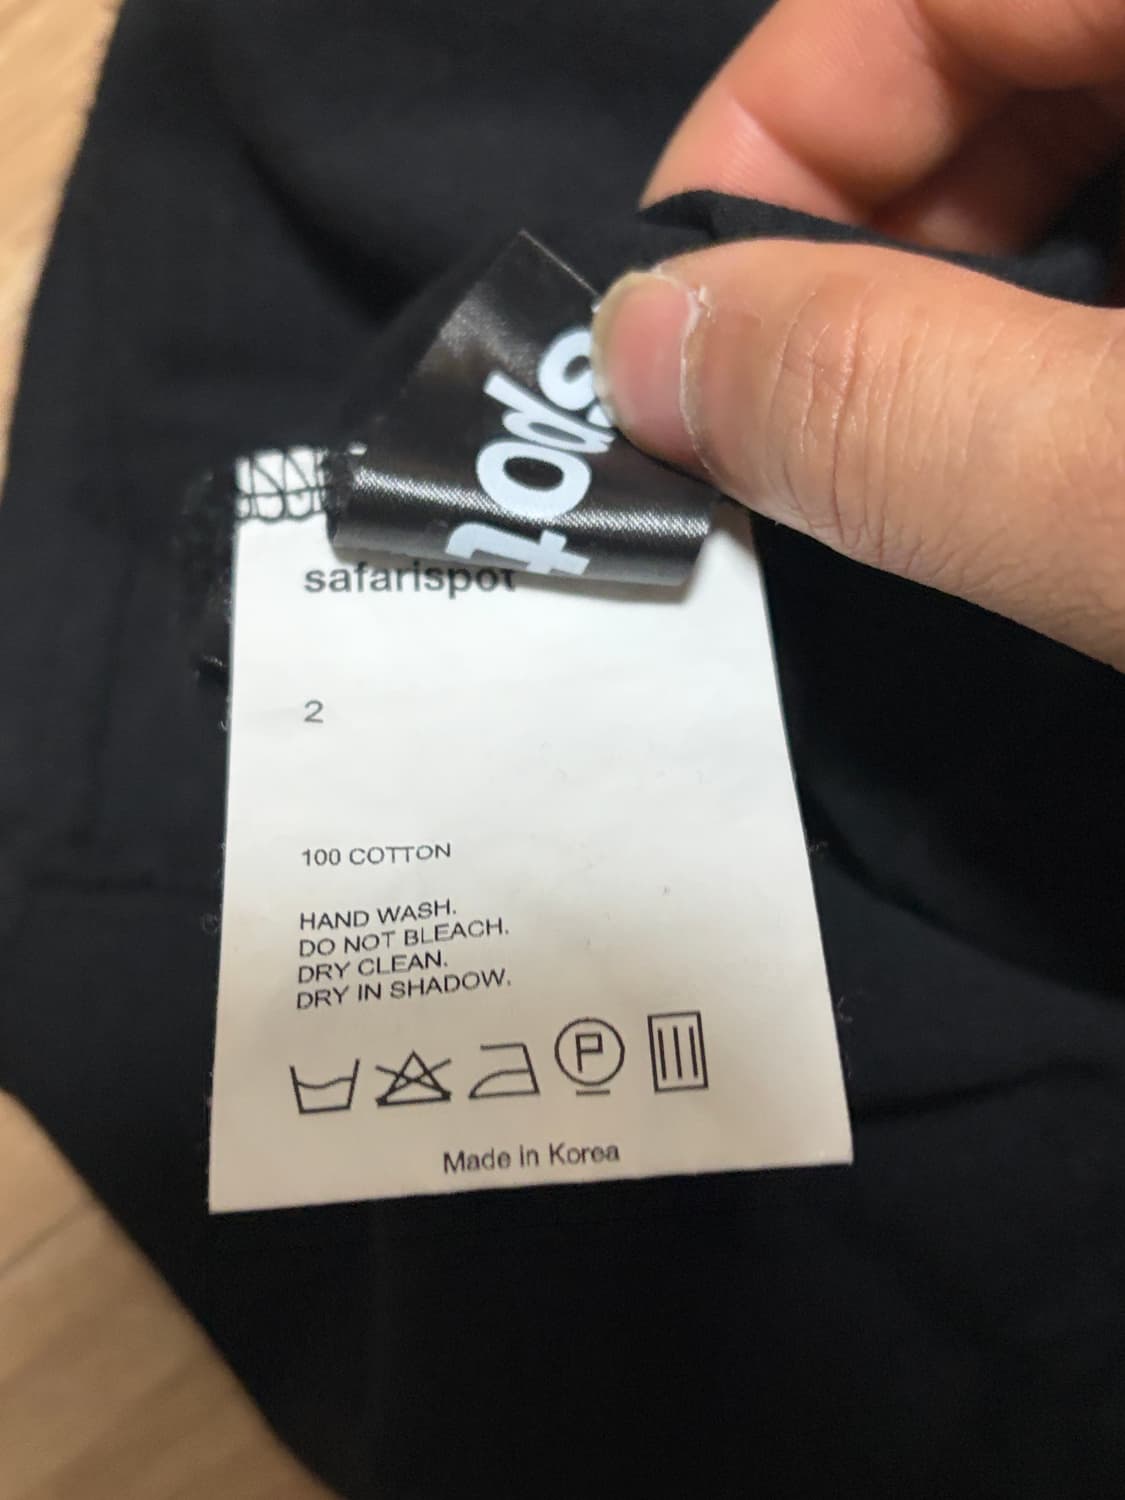 spot
safarispot
2
100 COTTON
HAND WASH.
DO NOT BLEACH.
DRY CLEAN.
DRY IN SHADOW.
P
Made in Korea